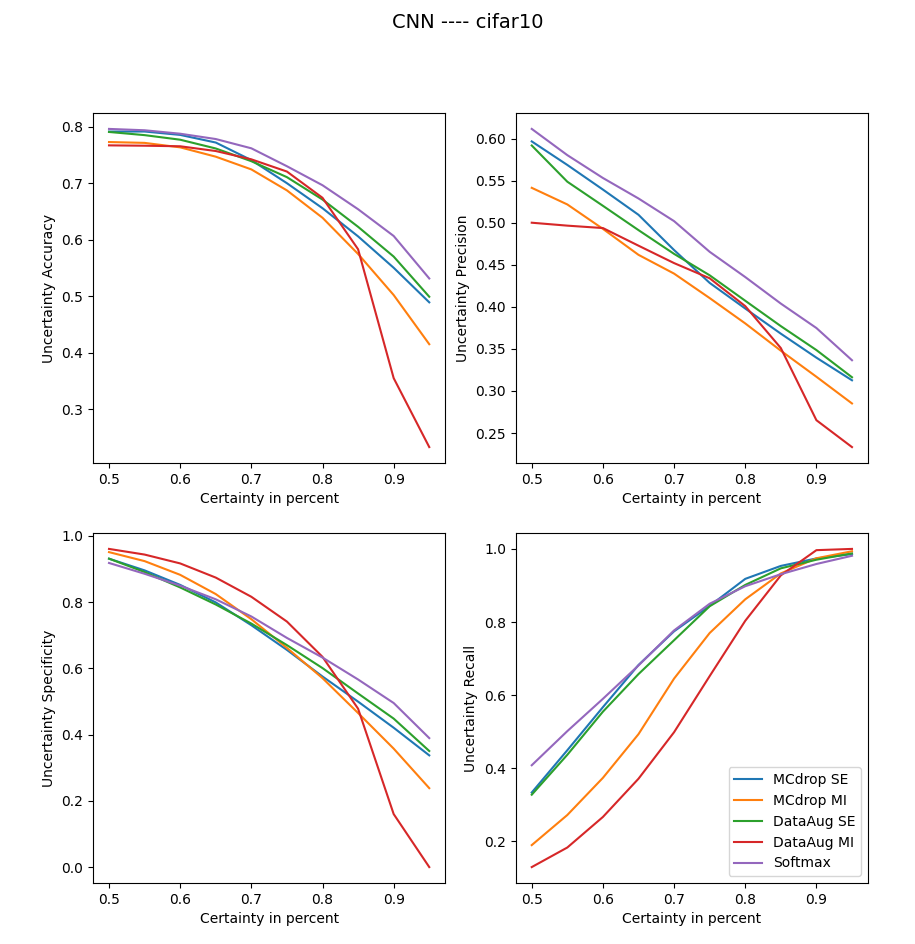 CNN ---- cifar10
Uncertainty Accuracy
0.8
0.7
0.6
0.5
0.4
0.3
0.5 0.6 0.7 0.8 0.9
Certainty in percent
Uncertainty Precision
0.60
0.55
0.50
0.45
0.40
0.35
0.30
0.25
0.5 0.6 0.7 0.8 0.9
Certainty in percent
Uncertainty Specificity
1.0
0.8
0.6
0.4
0.2
0.0
0.5 0.6 0.7 0.8 0.9
Certainty in percent
Uncertainty Recall
1.0
0.8
0.6
0.4
0.2
MCdrop SE
MCdrop MI
DataAug SE
DataAug MI
Softmax
0.5 0.6 0.7 0.8 0.9
Certainty in percent